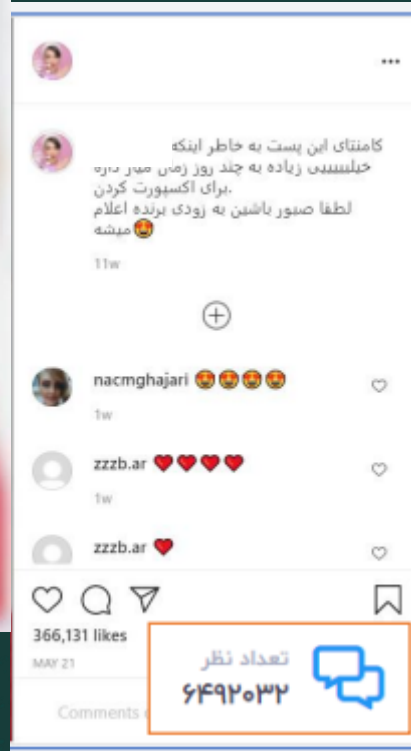 کامنتای این پست به خاطر اینکه
خیلیییییی زیاده به چند روز زمان نیاز داره
برای اکسپورت کردن.
لطفا صبور باشین به زودی برنده اعلام
میشه😍
11w
nacmghajari 😍😍😍😍
1w
zzzb.ar ❤️❤️❤️❤️
1w
zzzb.ar ❤️
366,131 likes
MAY 21
Comments
تعداد نظر
۶۴۹۲۰۳۲